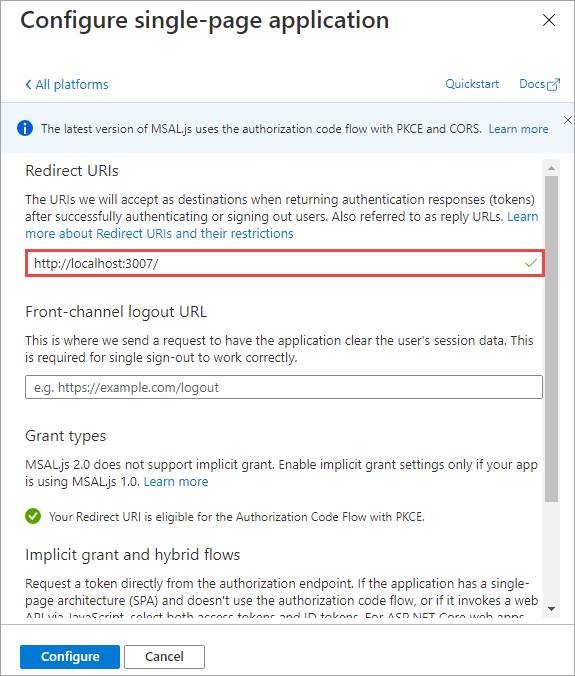 Configure single-page application
All platforms
Quickstart
Docs
The latest version of MSAL.js uses the authorization code flow with PKCE and CORS. Learn more
Redirect URIs
The URIs we will accept as destinations when returning authentication responses (tokens)
after successfully authenticating or signing out users. Also referred to as reply URLs. Learn
more about Redirect URIs and their restrictions
http://localhost:3007/
Front-channel logout URL
This is where we send a request to have the application clear the user's session data. This
is required for single sign-out to work correctly.
e.g. https://example.com/logout
Grant types
MSAL.js 2.0 does not support implicit grant. Enable implicit grant settings only if your app
is using MSAL.js 1.0. Learn more
Your Redirect URI is eligible for the Authorization Code Flow with PKCE.
Implicit grant and hybrid flows
Request a token directly from the authorization endpoint. If the application has a single-
page architecture (SPA) and doesn't use the authorization code flow, or if it invokes a web
API via JavaScript, select both access tokens and ID tokens. For ASP.NET Core web apps
Configure
Cancel